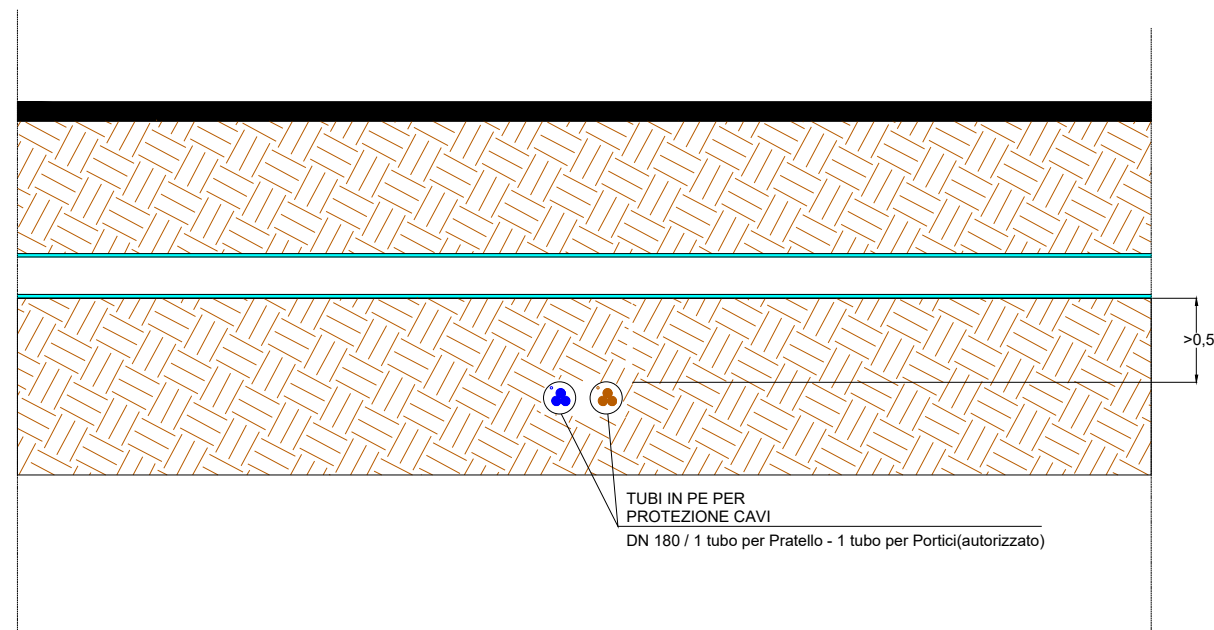 >0,5
TUBI IN PE PER
PROTEZIONE CAVI
DN 180 / 1 tubo per Pratello - 1 tubo per Portici(autorizzato)